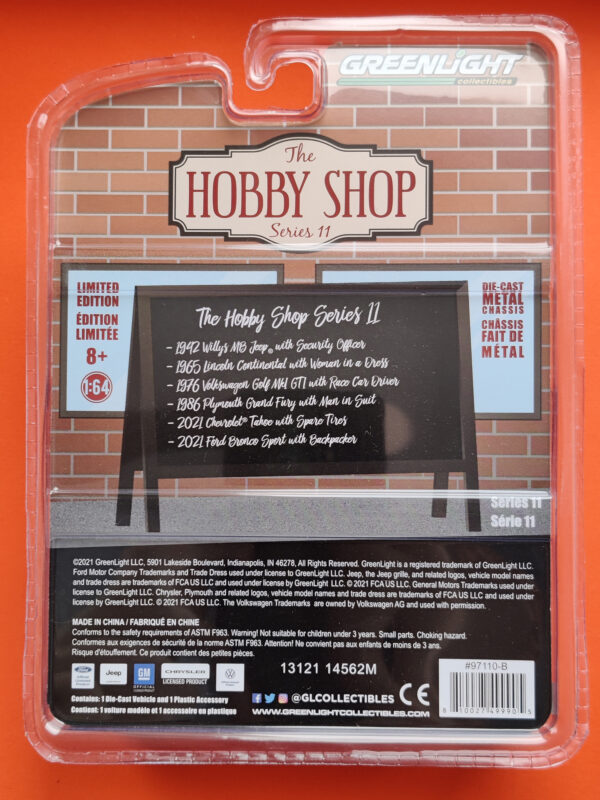 GREENLIGHT
collectibles
The
HOBBY SHOP
Series 11
LIMITED
EDITION
ÉDITION
LIMITÉE
8+
1:64
DIE-CAST
METAL
CHASSIS
CHÂSSIS
FAIT DE
MÉTAL
The Hobby Shop Series 11
- 1942 Willys MB Jeep® with Security Officer
- 1965 Lincoln Continental with Woman in a Dress
- 1976 Volkswagen Golf Mk1 GTI with Race Car Driver
- 1986 Plymouth Grand Fury with Man in Suit
- 2021 Chevrolet® Tahoe with Spare Tires
- 2021 Ford Bronco Sport with Backpacker
Series 11
Série 11
©2021 GreenLight LLC, 5901 Lakeside Boulevard, Indianapolis, IN 46278, All Rights Reserved. GreenLight is a registered trademark of GreenLight LLC.
Ford Motor Company Trademarks and Trade Dress used under license to GreenLight LLC. Jeep, the Jeep grille, and related logos, vehicle model names
and trade dress are trademarks of FCA US LLC and used under license by GreenLight LLC. © 2021 FCA US LLC. General Motors Trademarks used under
license to GreenLight LLC. Chrysler, Plymouth and related logos, vehicle model names and trade dress are trademarks of FCA US LLC and used under
license by GreenLight LLC. © 2021 FCA US LLC. The Volkswagen Trademarks are owned by Volkswagen AG and used with permission.
MADE IN CHINA / FABRIQUÉ EN CHINE
Conforms to the safety requirements of ASTM F963. Warning! Not suitable for children under 3 years. Small parts. Choking hazard.
Conformes aux exigences de sécurité de la norme ASTM F963. Attention! Ne convient pas aux enfants de moins de 3 ans.
Risque d'étouffement. Ce produit contient des petites pièces.
Ford
Official
Licensed
Product
Jeep
GM
OFFICIAL
LICENSED PRODUCT
CHRYSLER
LICENSED PRODUCT
13121 14562M
#97110-B
Contains: 1 Die-Cast Vehicle and 1 Plastic Accessory
Contient: 1 voiture modèle et 1 accessoire en plastique
@GLCOLLECTIBLES
CE
WWW.GREENLIGHTCOLLECTIBLES.COM
8 10027 49990 5